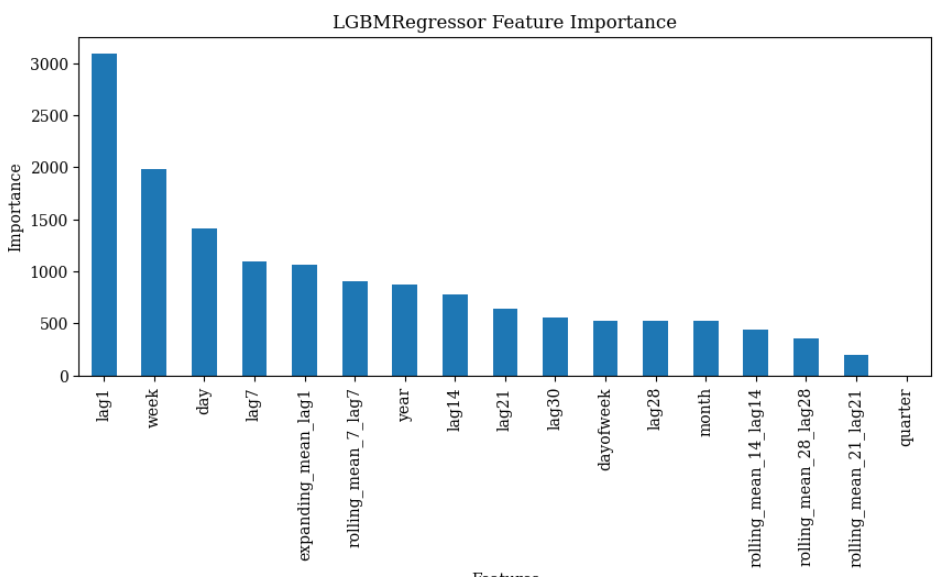 LGBMRegressor Feature Importance
Importance
3000
2500
2000
1500
1000
500
0
lag1
week
day
lag7
expanding_mean_lag1
rolling_mean_7_lag7
year
lag14
lag21
lag30
dayofweek
lag28
month
rolling_mean_14_lag14
rolling_mean_28_lag28
rolling_mean_21_lag21
quarter
Features